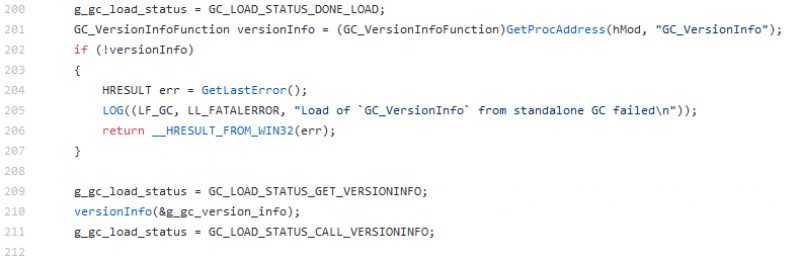 200 g_gc_load_status = GC_LOAD_STATUS_DONE_LOAD;
201 GC_VersionInfoFunction versionInfo = (GC_VersionInfoFunction)GetProcAddress(hMod, "GC_VersionInfo");
202 if (!versionInfo)
203 {
204 HRESULT err = GetLastError();
205 LOG((LF_GC, LL_FATALERROR, "Load of `GC_VersionInfo` from standalone GC failed\n"));
206 return __HRESULT_FROM_WIN32(err);
207 }
208
209 g_gc_load_status = GC_LOAD_STATUS_GET_VERSIONINFO;
210 versionInfo(&g_gc_version_info);
211 g_gc_load_status = GC_LOAD_STATUS_CALL_VERSIONINFO;
212